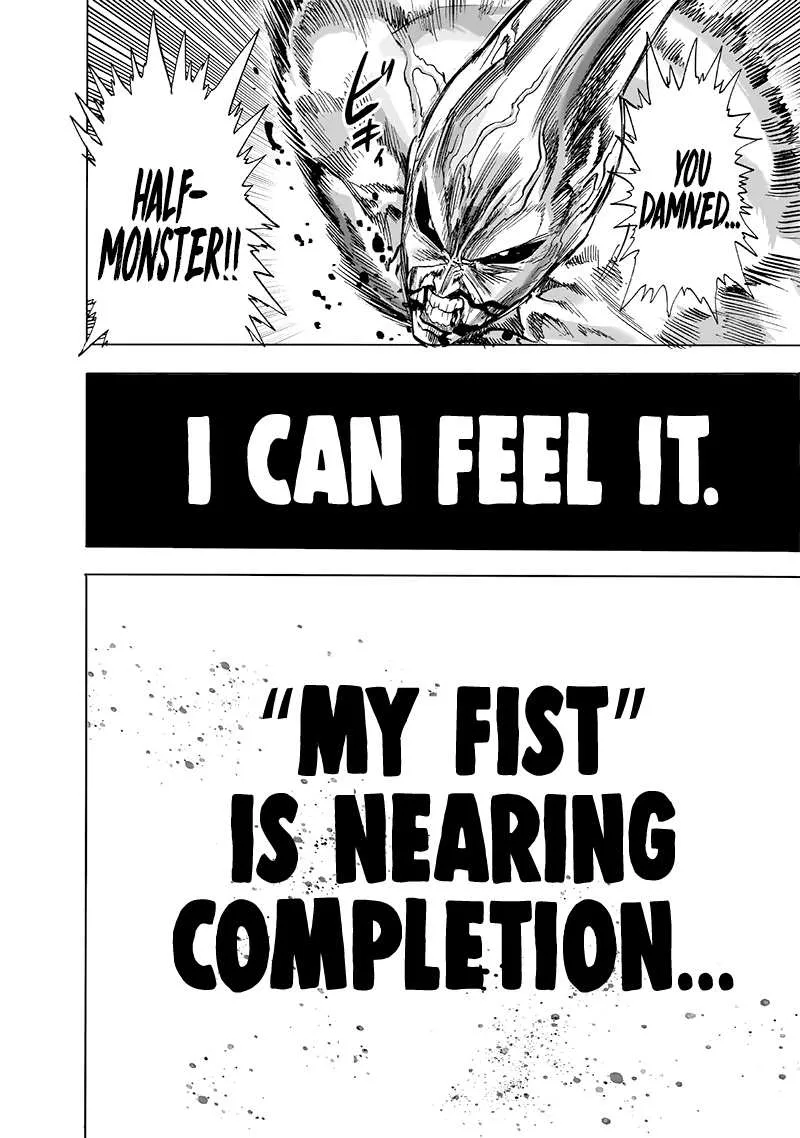 YOU
DAMNED...
ビキィ
HALF-
MONSTER!!
I CAN FEEL IT.
"MY FIST"
IS NEARING
COMPLETION...